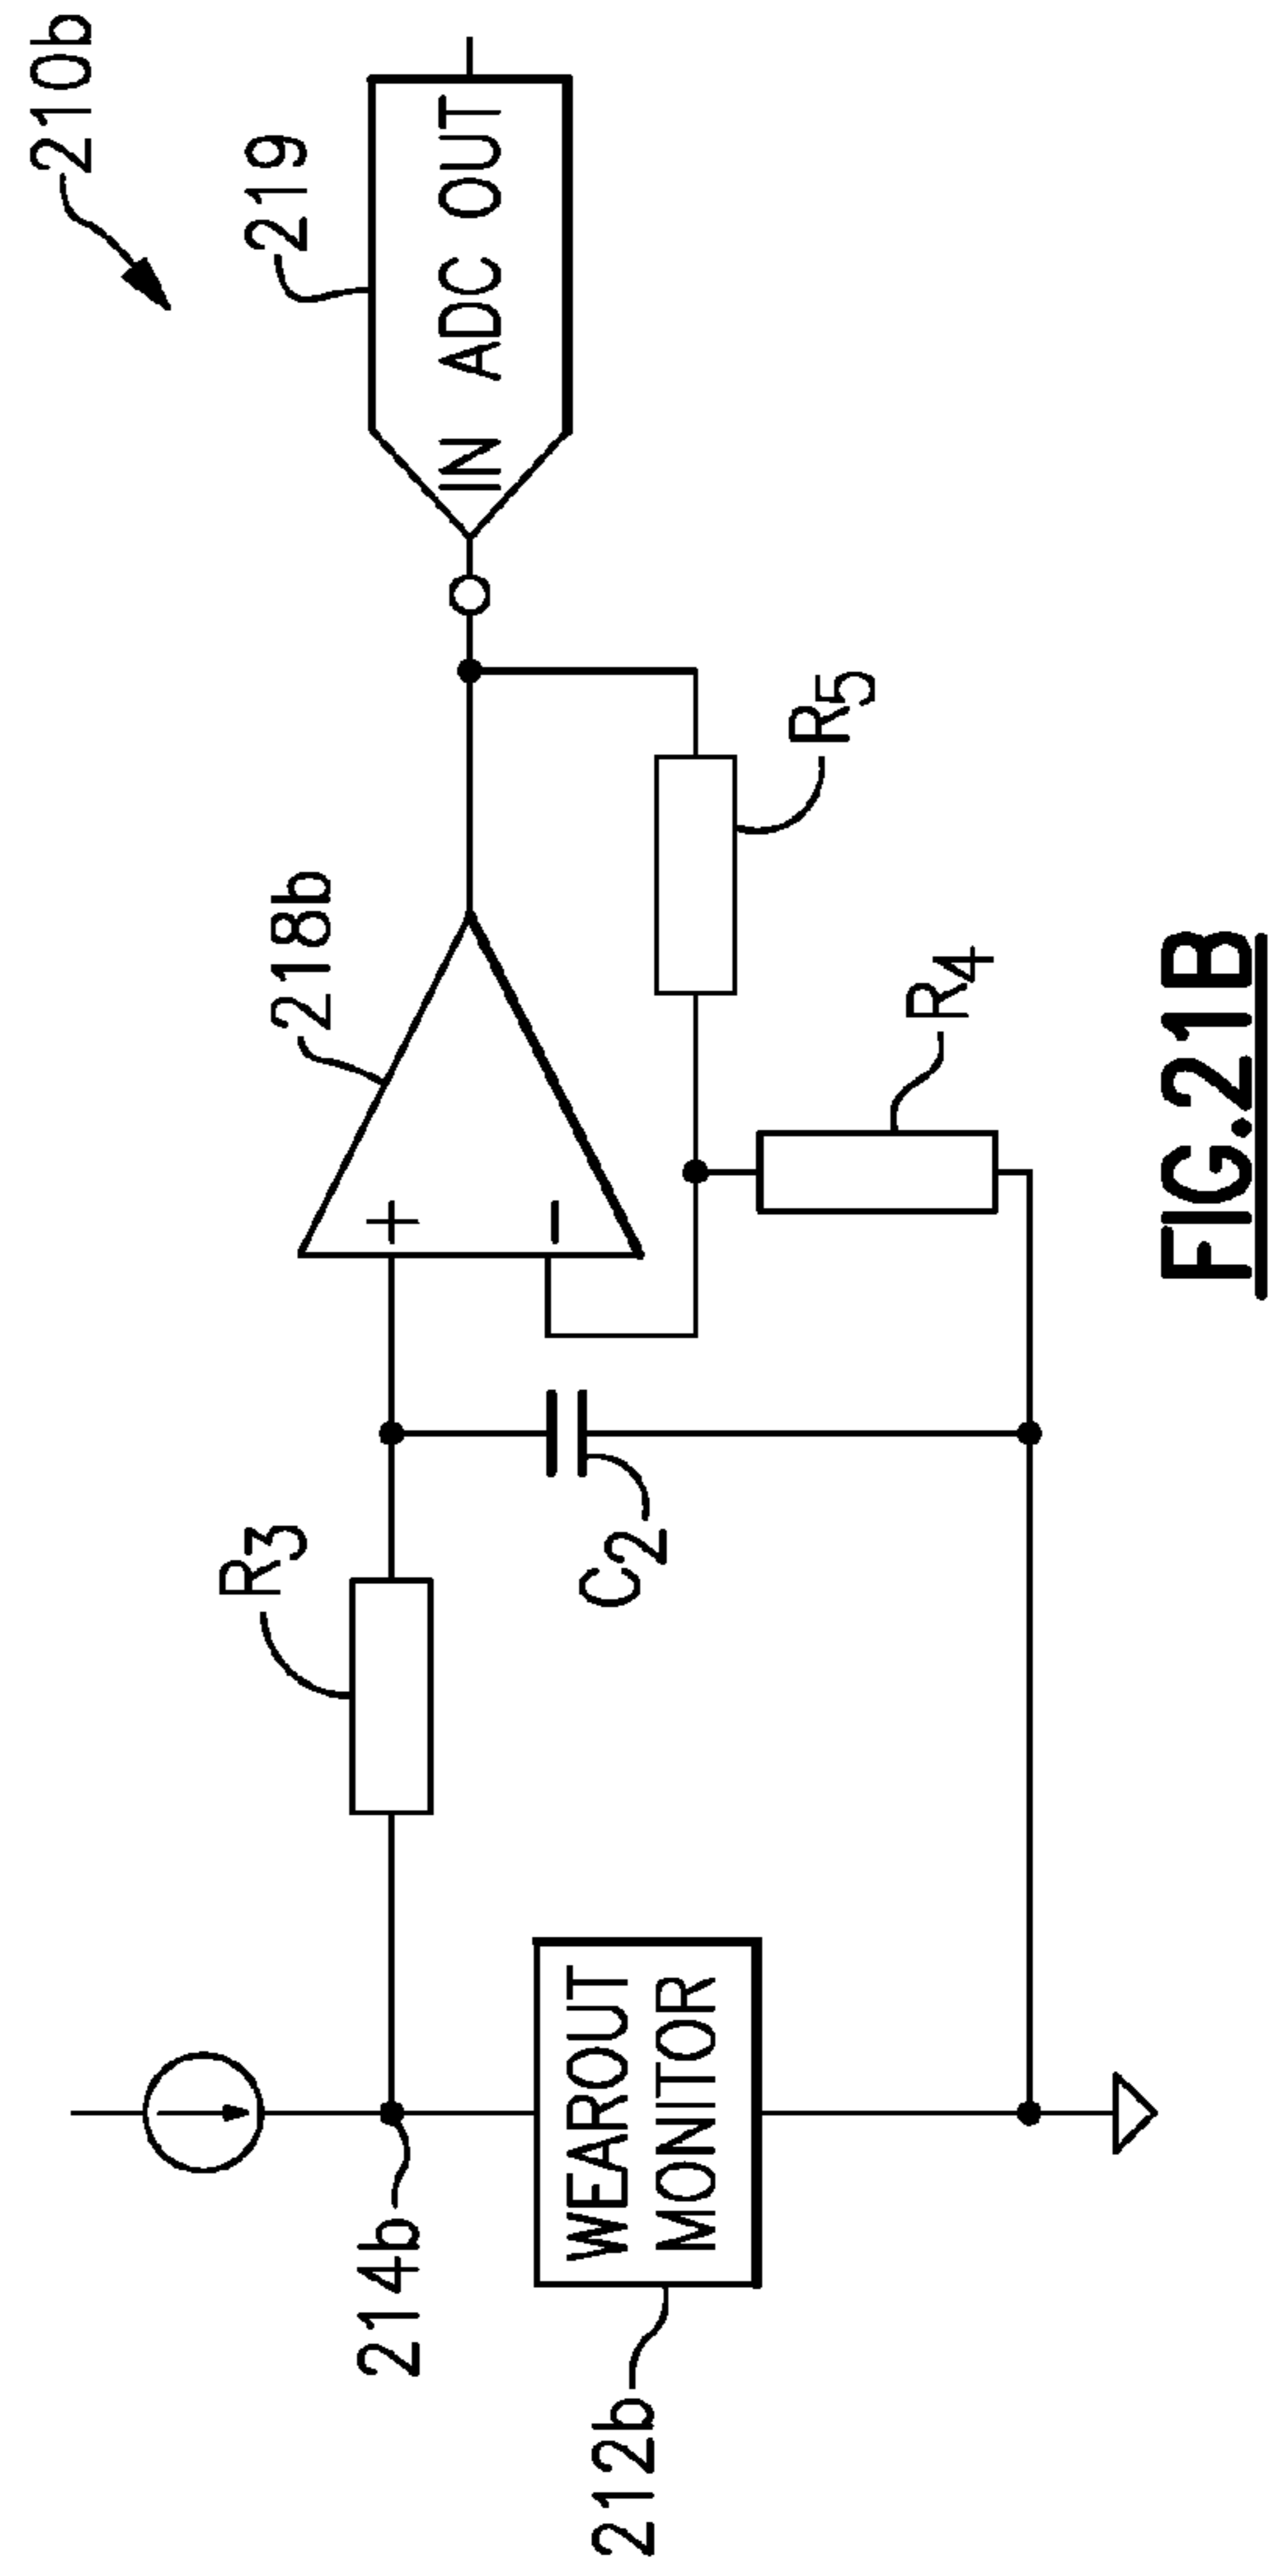 210b
219
IN ADC OUT
218b
+
−
R5
R4
R3
C2
214b
WEAROUT
MONITOR
212b
FIG.21B